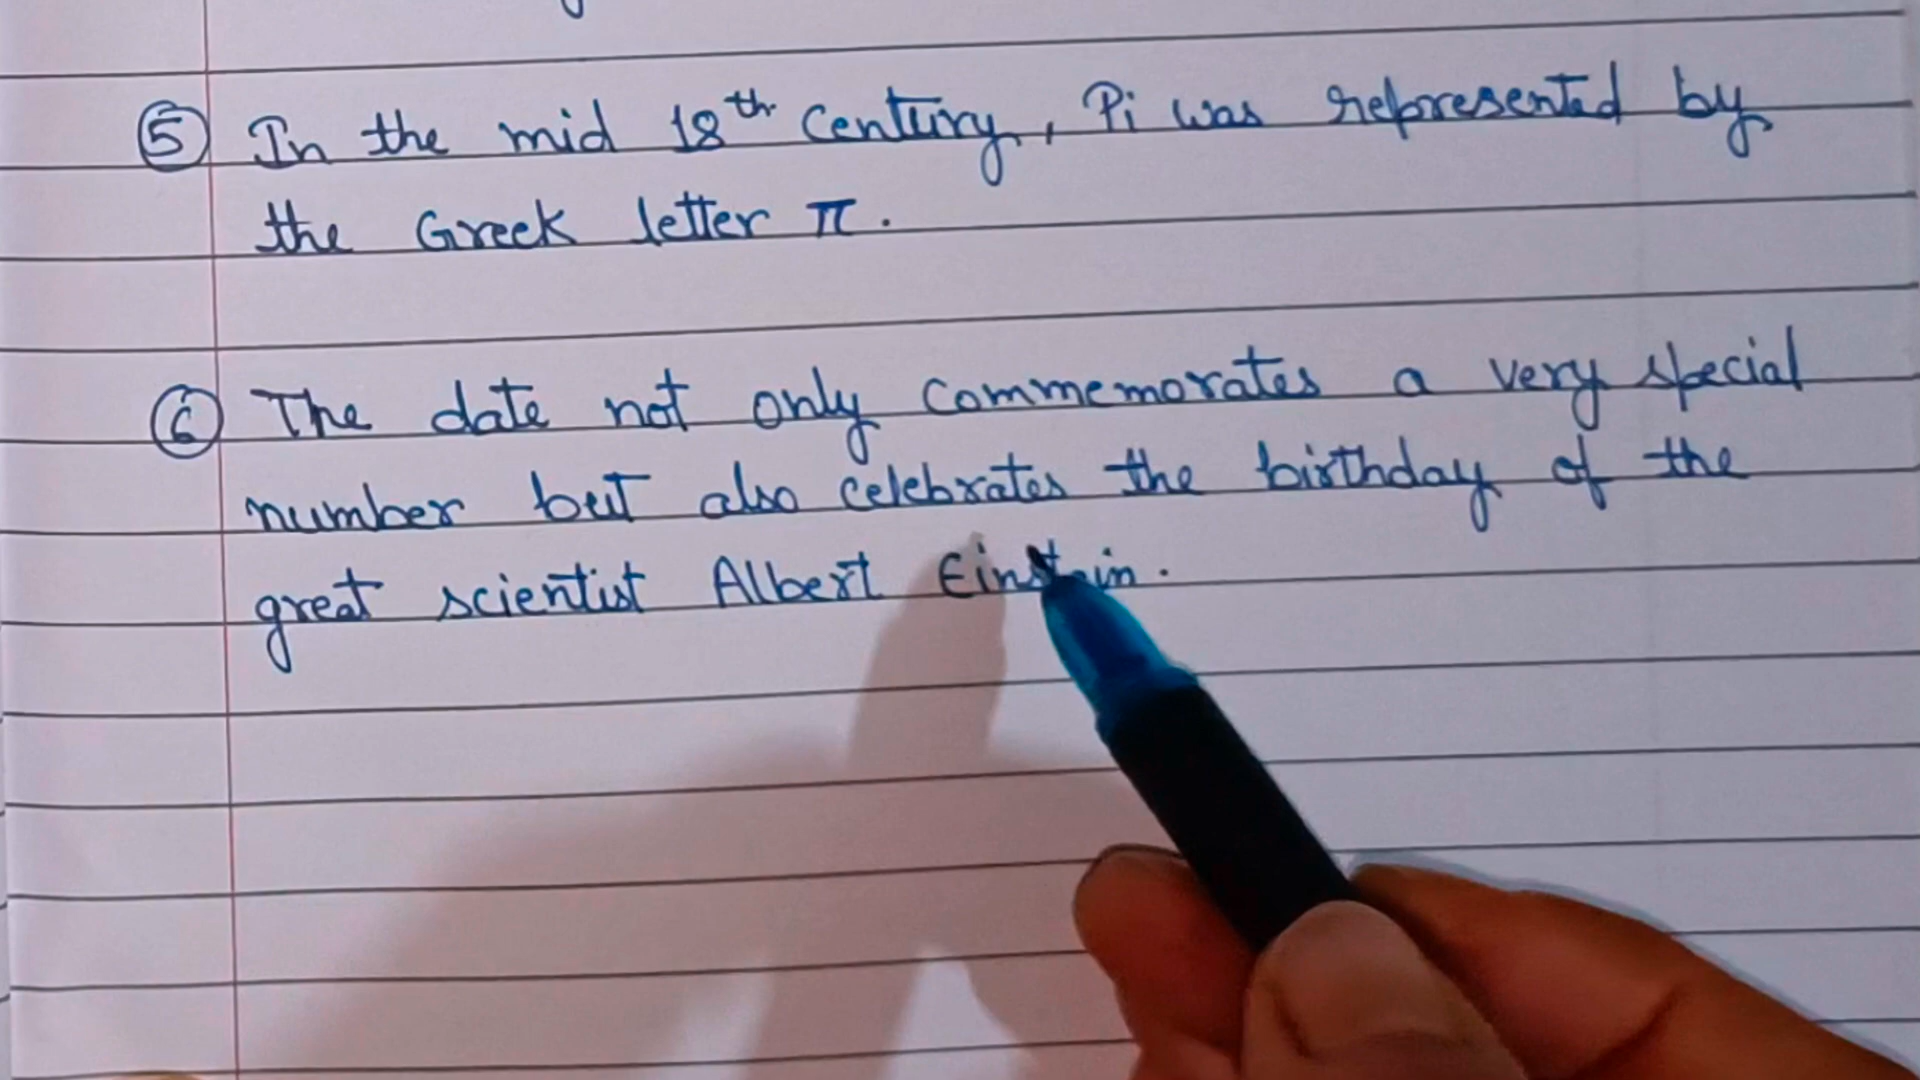 5 In the mid 18th Century, Pi was represented by
the Greek letter π.
6 The date not only commemorates a very special
number but also celebrates the birthday of the
great scientist Albert Einstein.